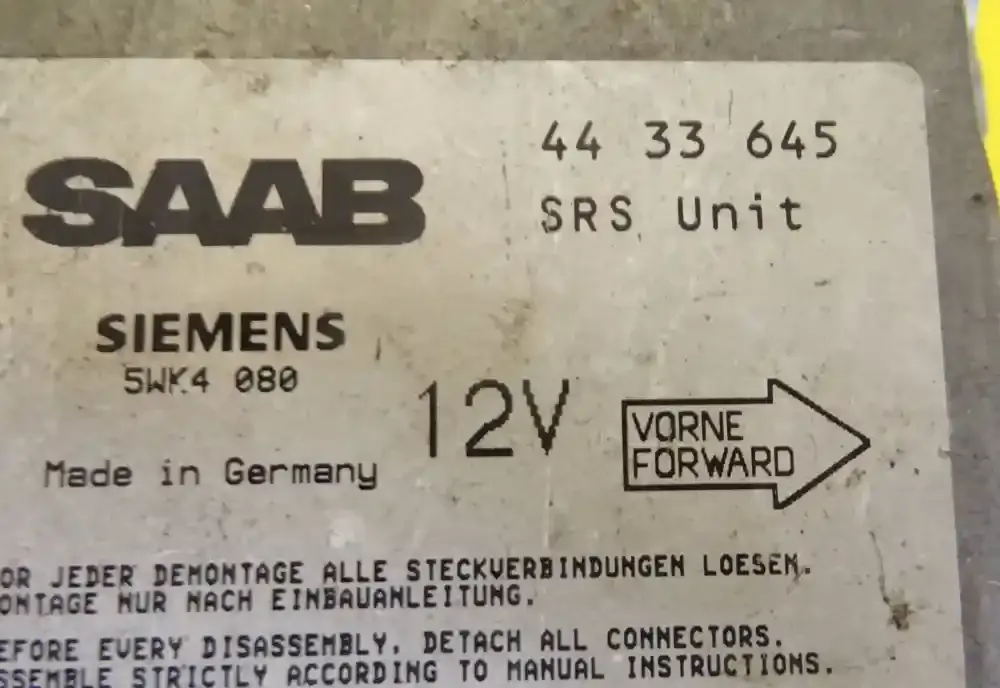 44 33 645
SAAB
SRS Unit
SIEMENS
5WK4 080
12V
VORNE
FORWARD
Made in Germany
OR JEDER DEMONTAGE ALLE STECKVERBINDUNGEN LOESEN.
ONTAGE NUR NACH EINBAUANLEITUNG.
EFORE EVERY DISASSEMBLY, DETACH ALL CONNECTORS.
SSEMBLE STRICTLY ACCORDING TO MANUAL INSTRUCTIONS.